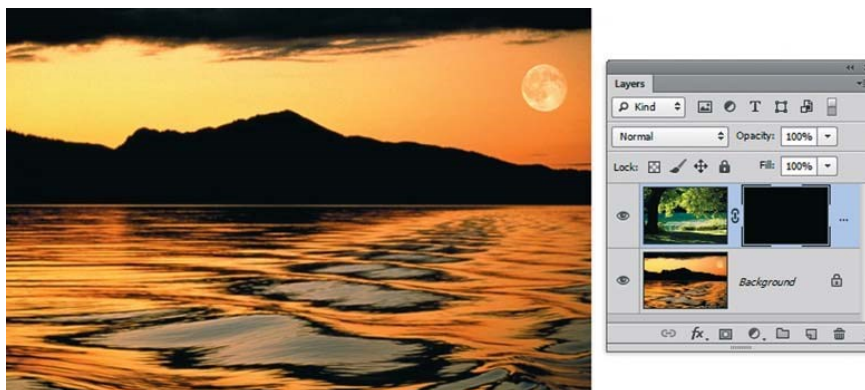 Layers
Kind
Normal Opacity: 100%
Lock: Fill: 100%
...
Background